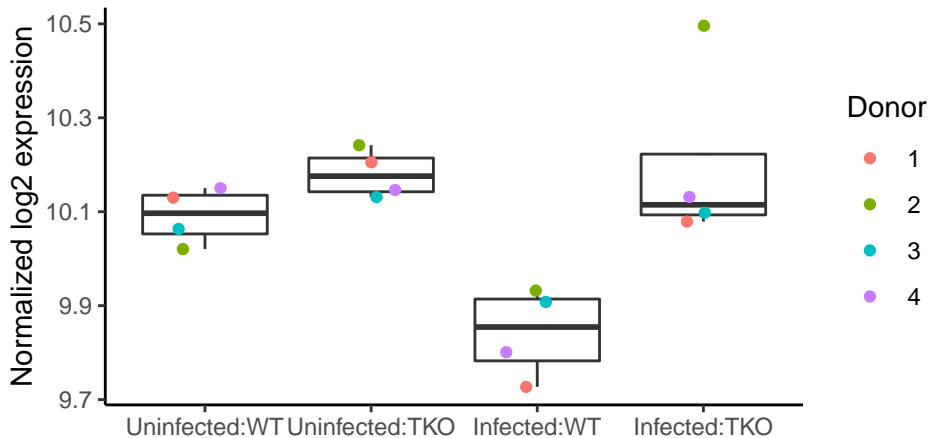 Normalized log2 expression
10.5
10.3
10.1
9.9
9.7
Uninfected:WT
Uninfected:TKO
Infected:WT
Infected:TKO
Donor
1
2
3
4